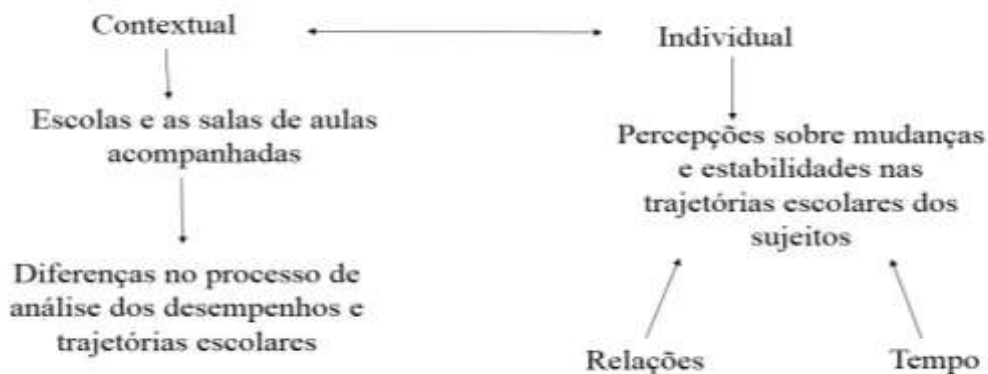 Contextual
Individual
Escolas e as salas de aulas
acompanhadas
Percepções sobre mudanças
e estabilidades nas
trajetórias escolares dos
sujeitos
Diferenças no processo de
análise dos desempenhos e
trajetórias escolares
Relações
Tempo